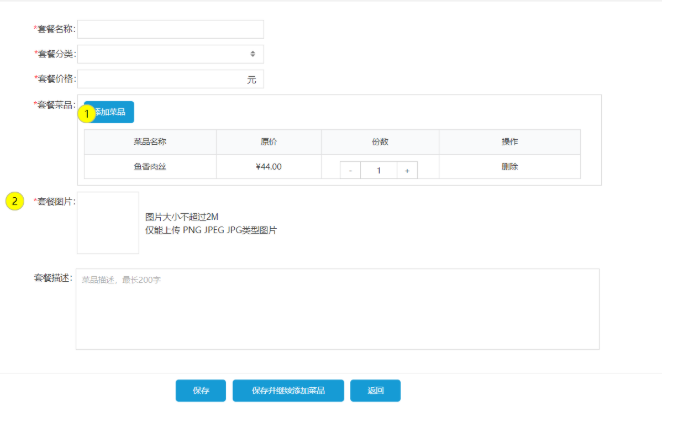 *套餐名称:
*套餐分类:
*套餐价格: 元
*套餐菜品:
1 添加菜品
菜品名称 原价 份数 操作
鱼香肉丝 ¥44.00 - 1 + 删除
2 *套餐图片:
图片大小不超过2M
仅能上传 PNG JPEG JPG类型图片
套餐描述: 菜品描述，最长200字
保存 保存并继续添加菜品 返回